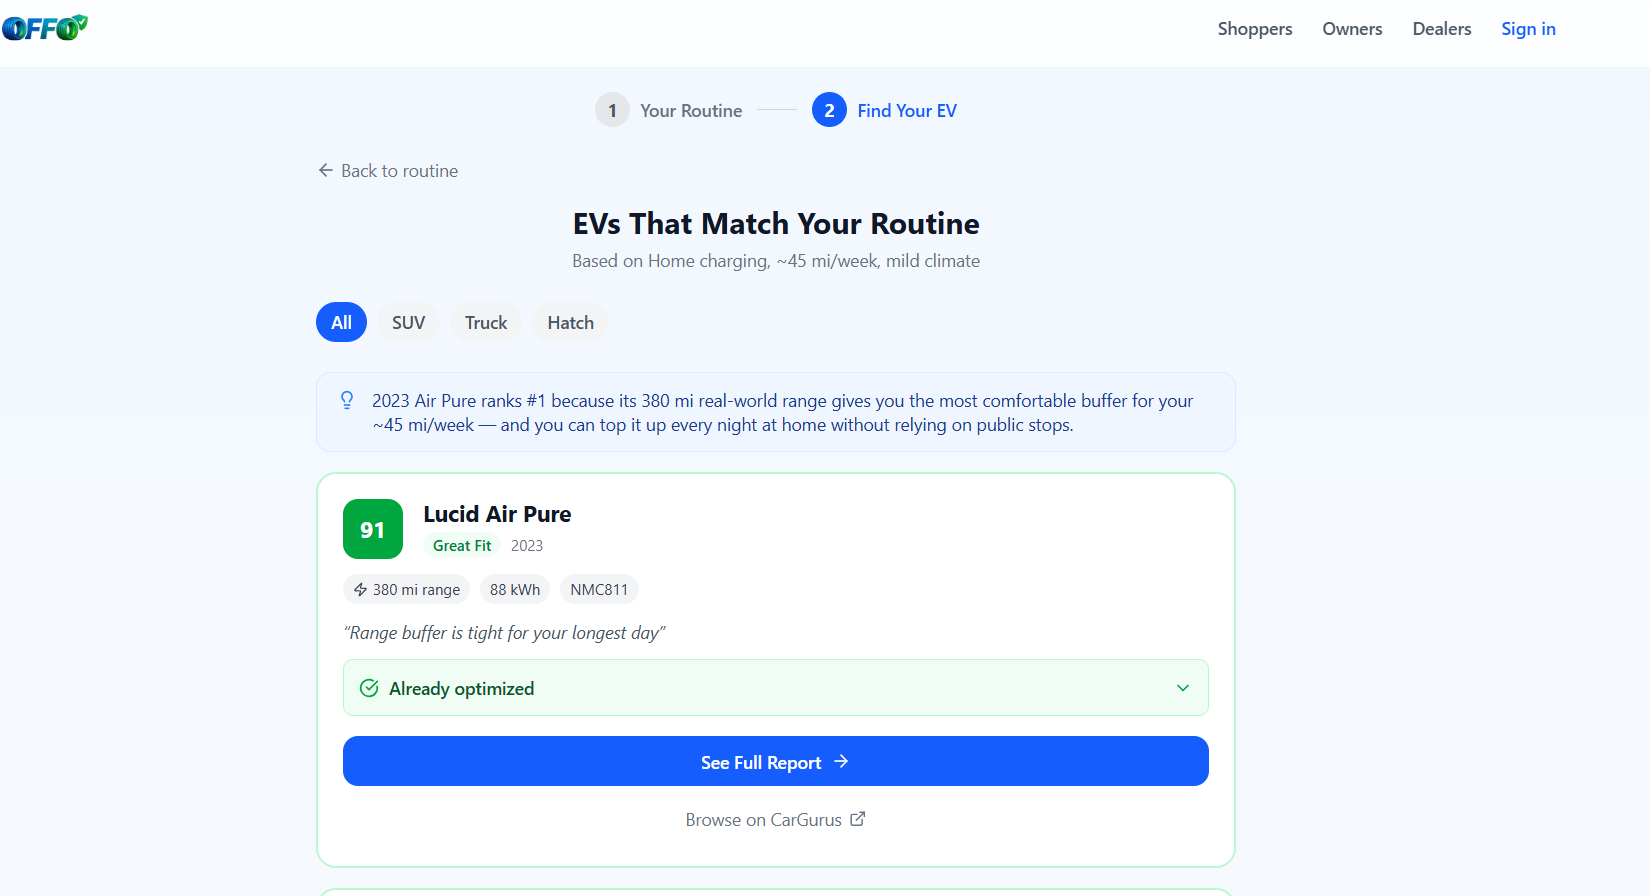 OFFO
Shoppers Owners Dealers Sign in
1 Your Routine 2 Find Your EV
Back to routine
EVs That Match Your Routine
Based on Home charging, ~45 mi/week, mild climate
All SUV Truck Hatch
2023 Air Pure ranks #1 because its 380 mi real-world range gives you the most comfortable buffer for your
~45 mi/week — and you can top it up every night at home without relying on public stops.
91
Lucid Air Pure
Great Fit 2023
380 mi range 88 kWh NMC811
“Range buffer is tight for your longest day”
Already optimized
See Full Report
Browse on CarGurus